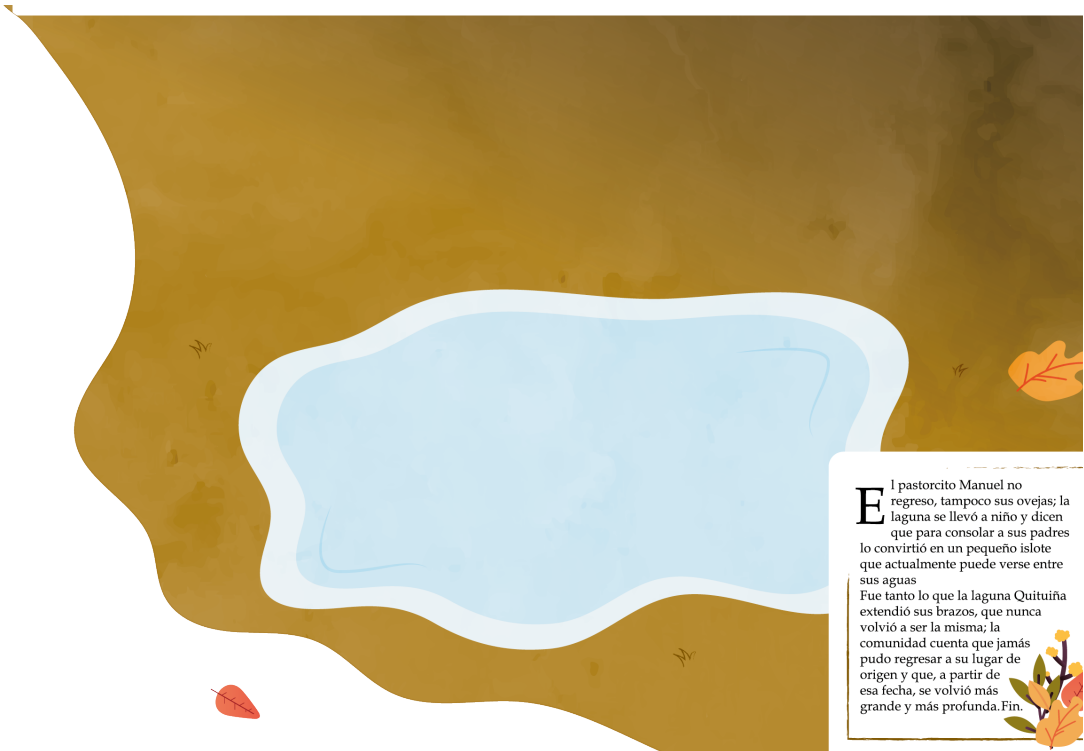 El pastorcito Manuel no
regreso, tampoco sus ovejas; la
laguna se llevó a niño y dicen
que para consolar a sus padres
lo convirtió en un pequeño islote
que actualmente puede verse entre
sus aguas
Fue tanto lo que la laguna Quituiña
extendió sus brazos, que nunca
volvió a ser la misma; la
comunidad cuenta que jamás
pudo regresar a su lugar de
origen y que, a partir de
esa fecha, se volvió más
grande y más profunda.Fin.